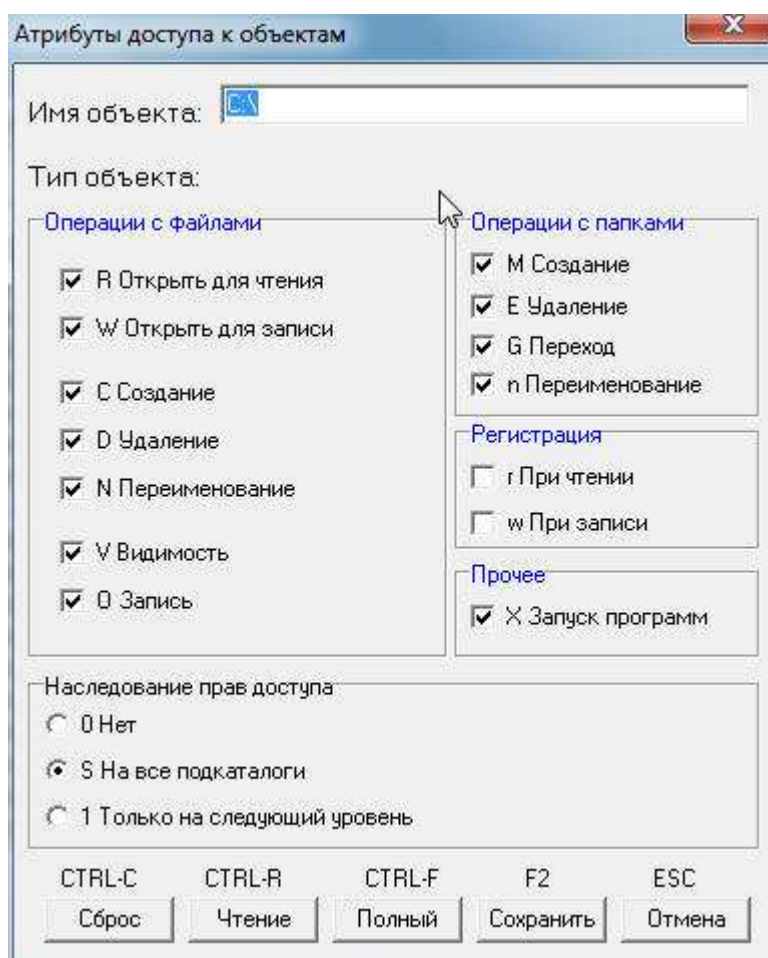 Атрибуты доступа к объектам
Имя объекта: C:\
Тип объекта:
Операции с файлами
R Открыть для чтения
W Открыть для записи
C Создание
D Удаление
N Переименование
V Видимость
O Запись
Операции с папками
M Создание
E Удаление
G Переход
n Переименование
Регистрация
r При чтении
w При записи
Прочее
X Запуск программ
Наследование прав доступа
0 Нет
S На все подкаталоги
1 Только на следующий уровень
CTRL-C CTRL-R CTRL-F F2 ESC
Сброс Чтение Полный Сохранить Отмена